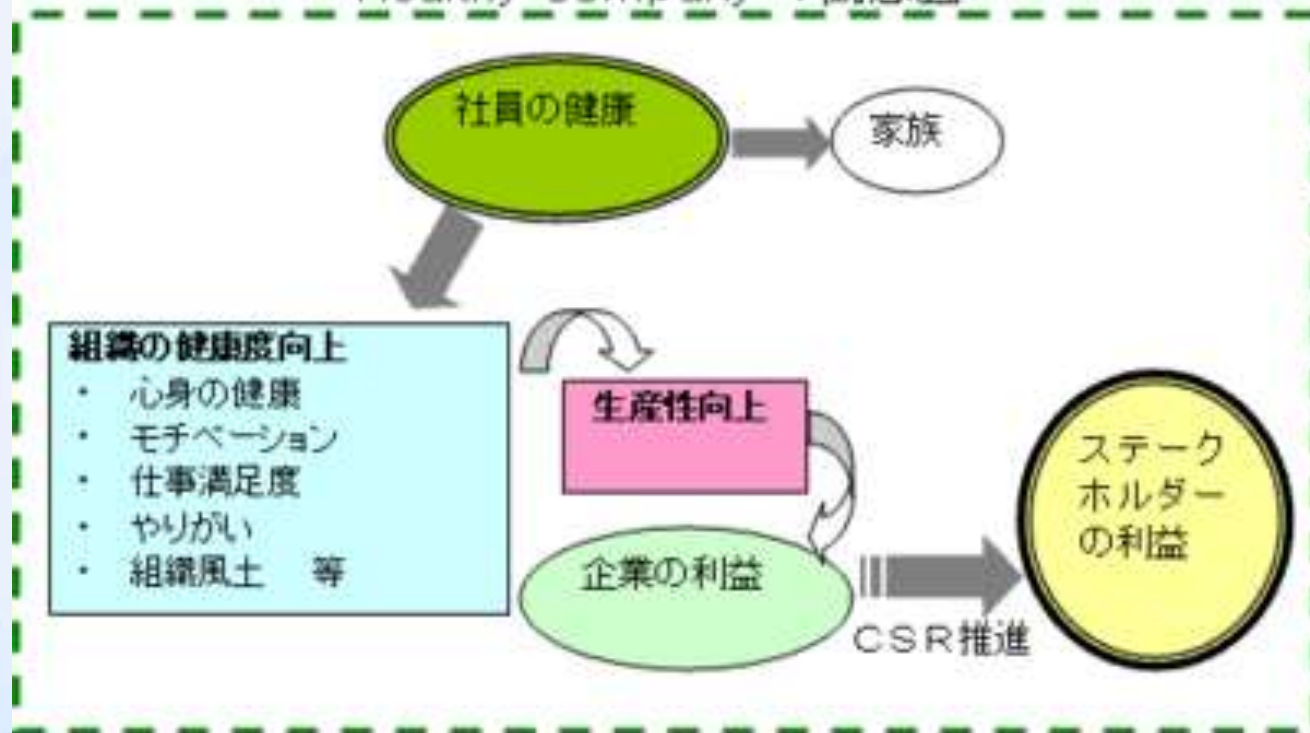 Healthy Company
社員の健康
家族
組織の健康度向上
・ 心身の健康
・ モチベーション
・ 仕事満足度
・ やりがい
・ 組織風土 等
生産性向上
企業の利益
CSR推進
ステーク
ホルダー
の利益